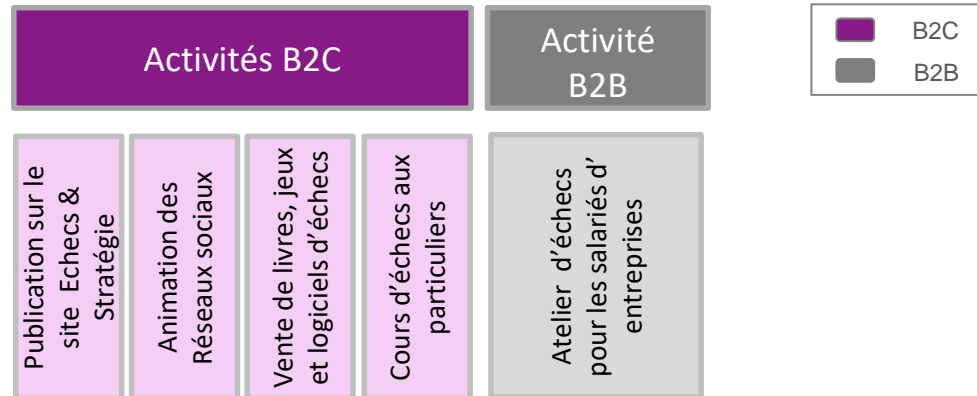 Activités B2C
Activité
B2B
B2C
B2B
Publication sur le
site Echecs &
Stratégie
Animation des
Réseaux sociaux
Vente de livres, jeux
et logiciels d’échecs
Cours d’échecs aux
particuliers
Atelier d’échecs
pour les salariés d’
entreprises